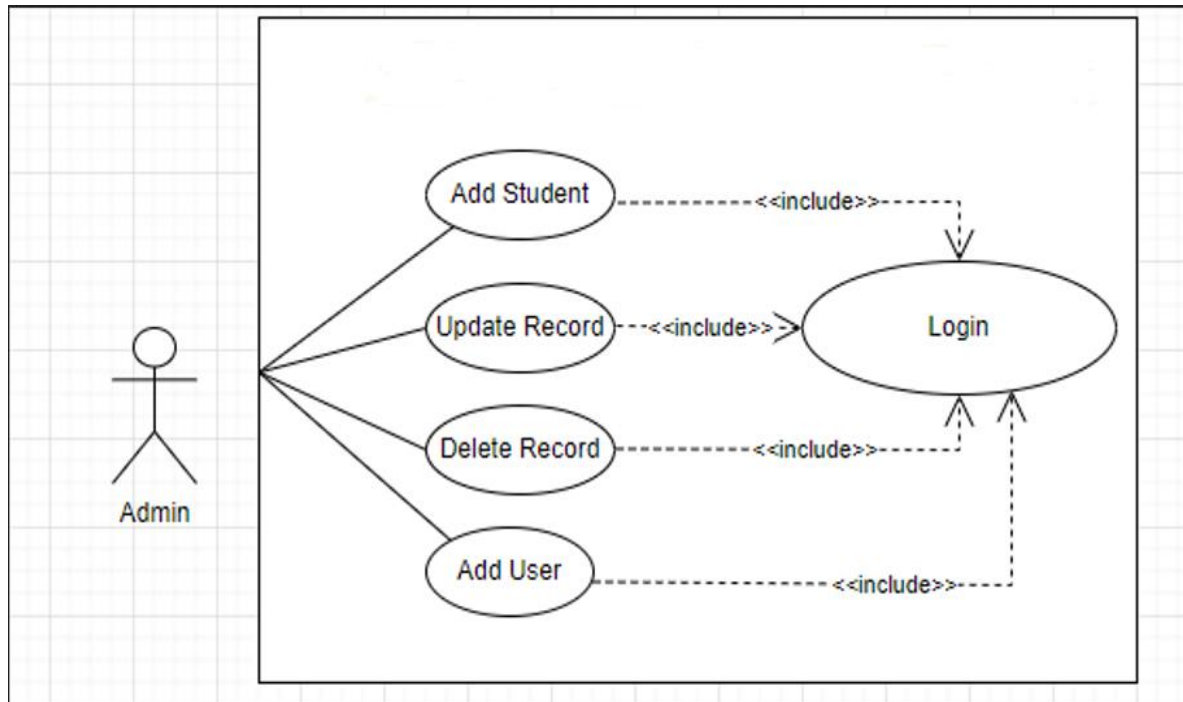 Add Student
<<include>>
Update Record
<<include>>
Login
Delete Record
<<include>>
Admin
Add User
<<include>>